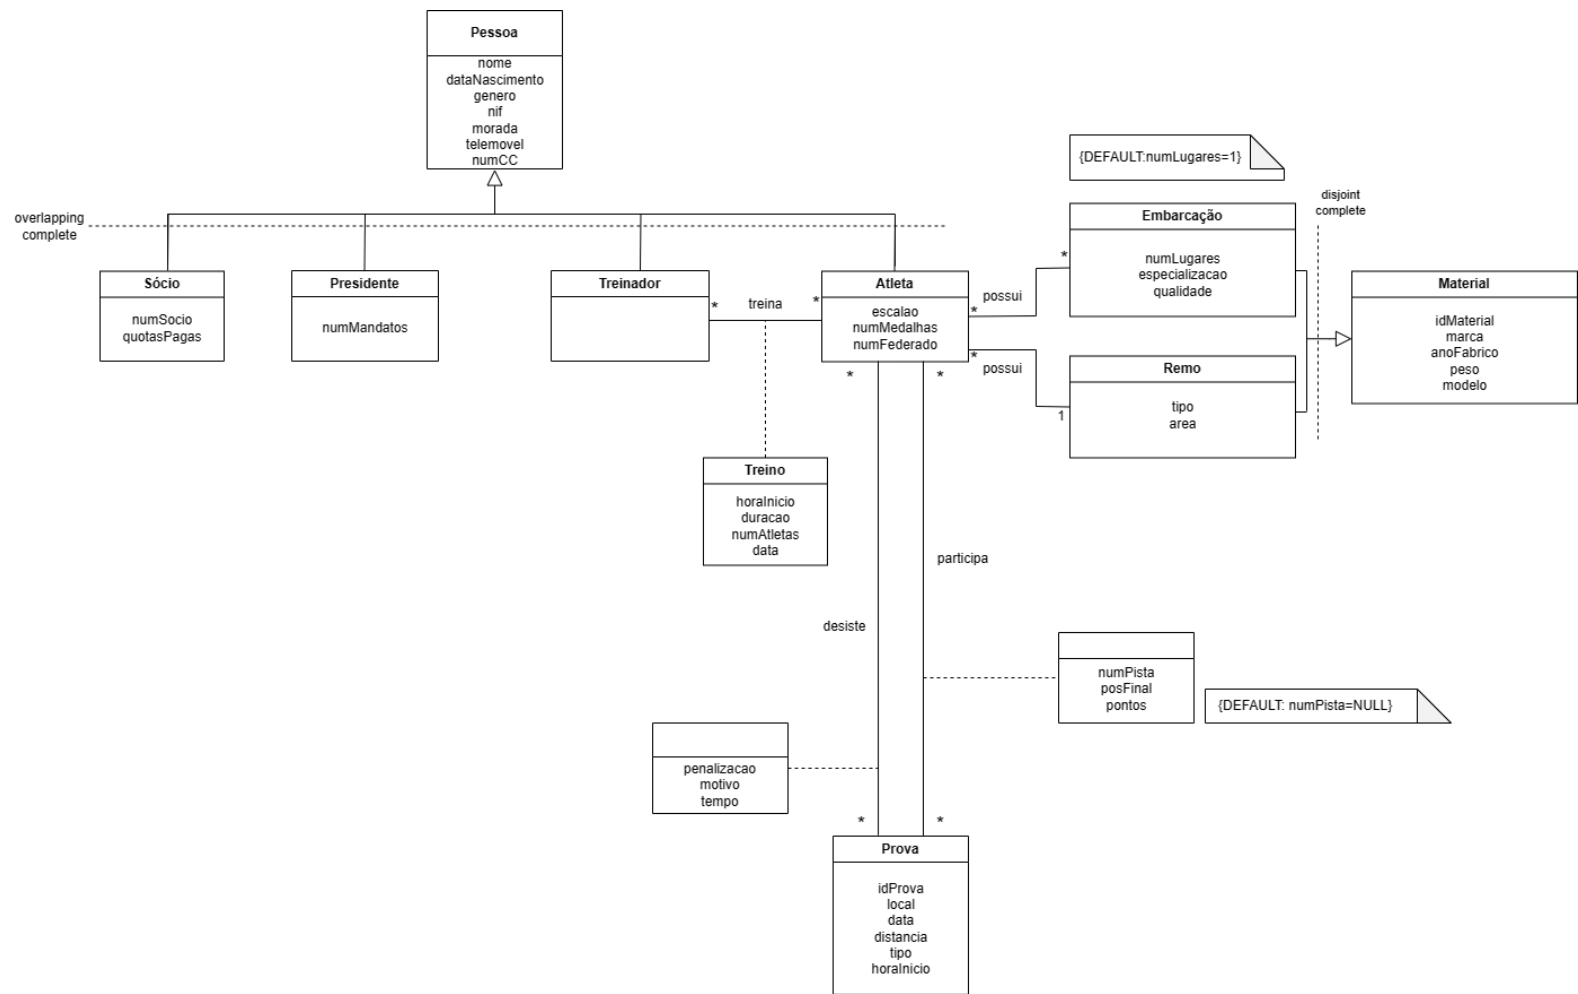 Pessoa
nome
dataNascimento
genero
nif
morada
telemovel
numCC
{DEFAULT:numLugares=1}
overlapping
complete
disjoint
complete
Sócio
numSocio
quotasPagas
Presidente
numMandatos
Treinador
*
treina
*
Atleta
escalao
numMedalhas
numFederado
*
possui
*
Embarcação
numLugares
especializacao
qualidade
*
possui
1
Remo
tipo
area
Material
idMaterial
marca
anoFabrico
peso
modelo
*
*
Treino
horaInicio
duracao
numAtletas
data
participa
desiste
numPista
posFinal
pontos
{DEFAULT: numPista=NULL}
penalizacao
motivo
tempo
*
*
Prova
idProva
local
data
distancia
tipo
horaInicio